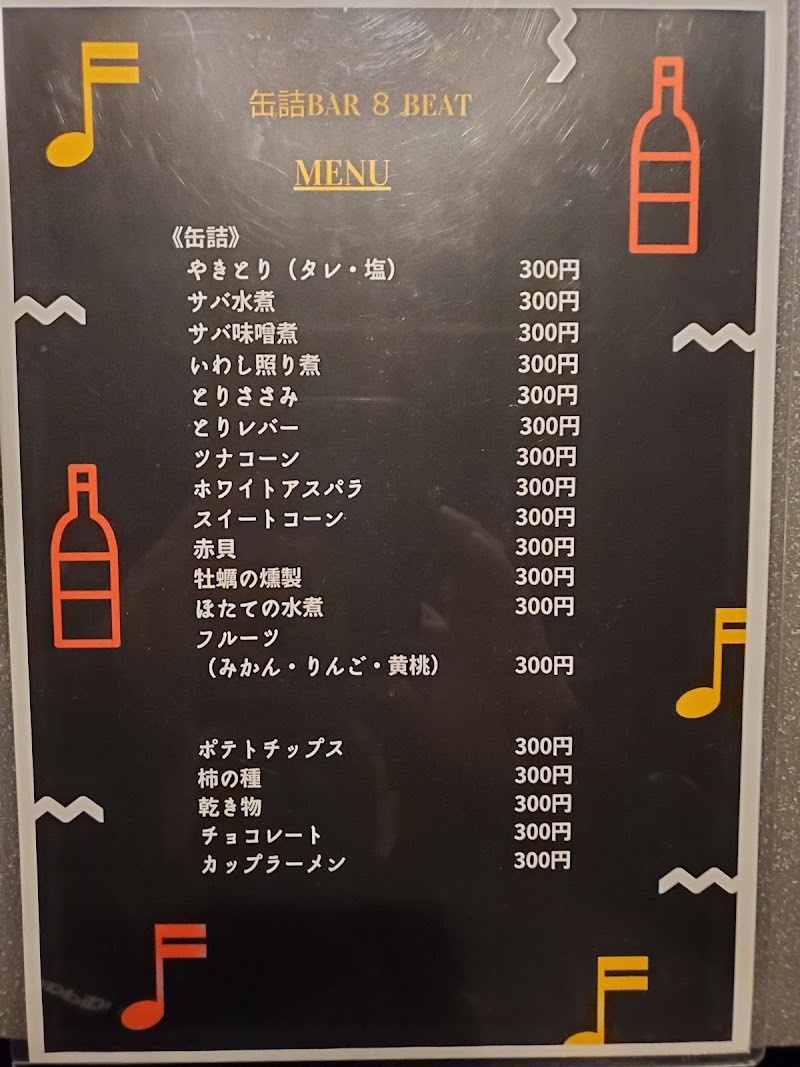 缶詰BAR 8 BEAT
MENU
《缶詰》
やきとり（タレ・塩） 300円
サバ水煮 300円
サバ味噌煮 300円
いわし照り煮 300円
とりささみ 300円
とりレバー 300円
ツナコーン 300円
ホワイトアスパラ 300円
スイートコーン 300円
赤貝 300円
牡蠣の燻製 300円
ほたての水煮 300円
フルーツ
（みかん・りんご・黄桃） 300円
ポテトチップス 300円
柿の種 300円
乾き物 300円
チョコレート 300円
カップラーメン 300円